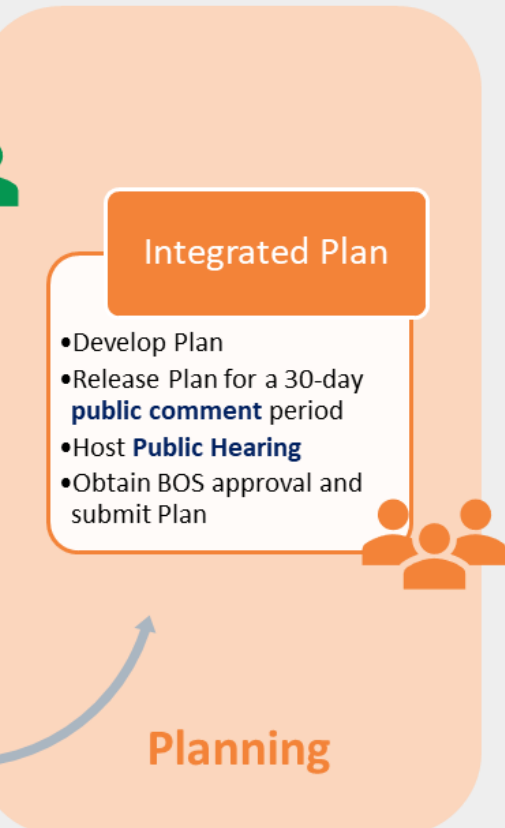 Integrated Plan
•Develop Plan
•Release Plan for a 30-day
public comment period
•Host Public Hearing
•Obtain BOS approval and
submit Plan
Planning